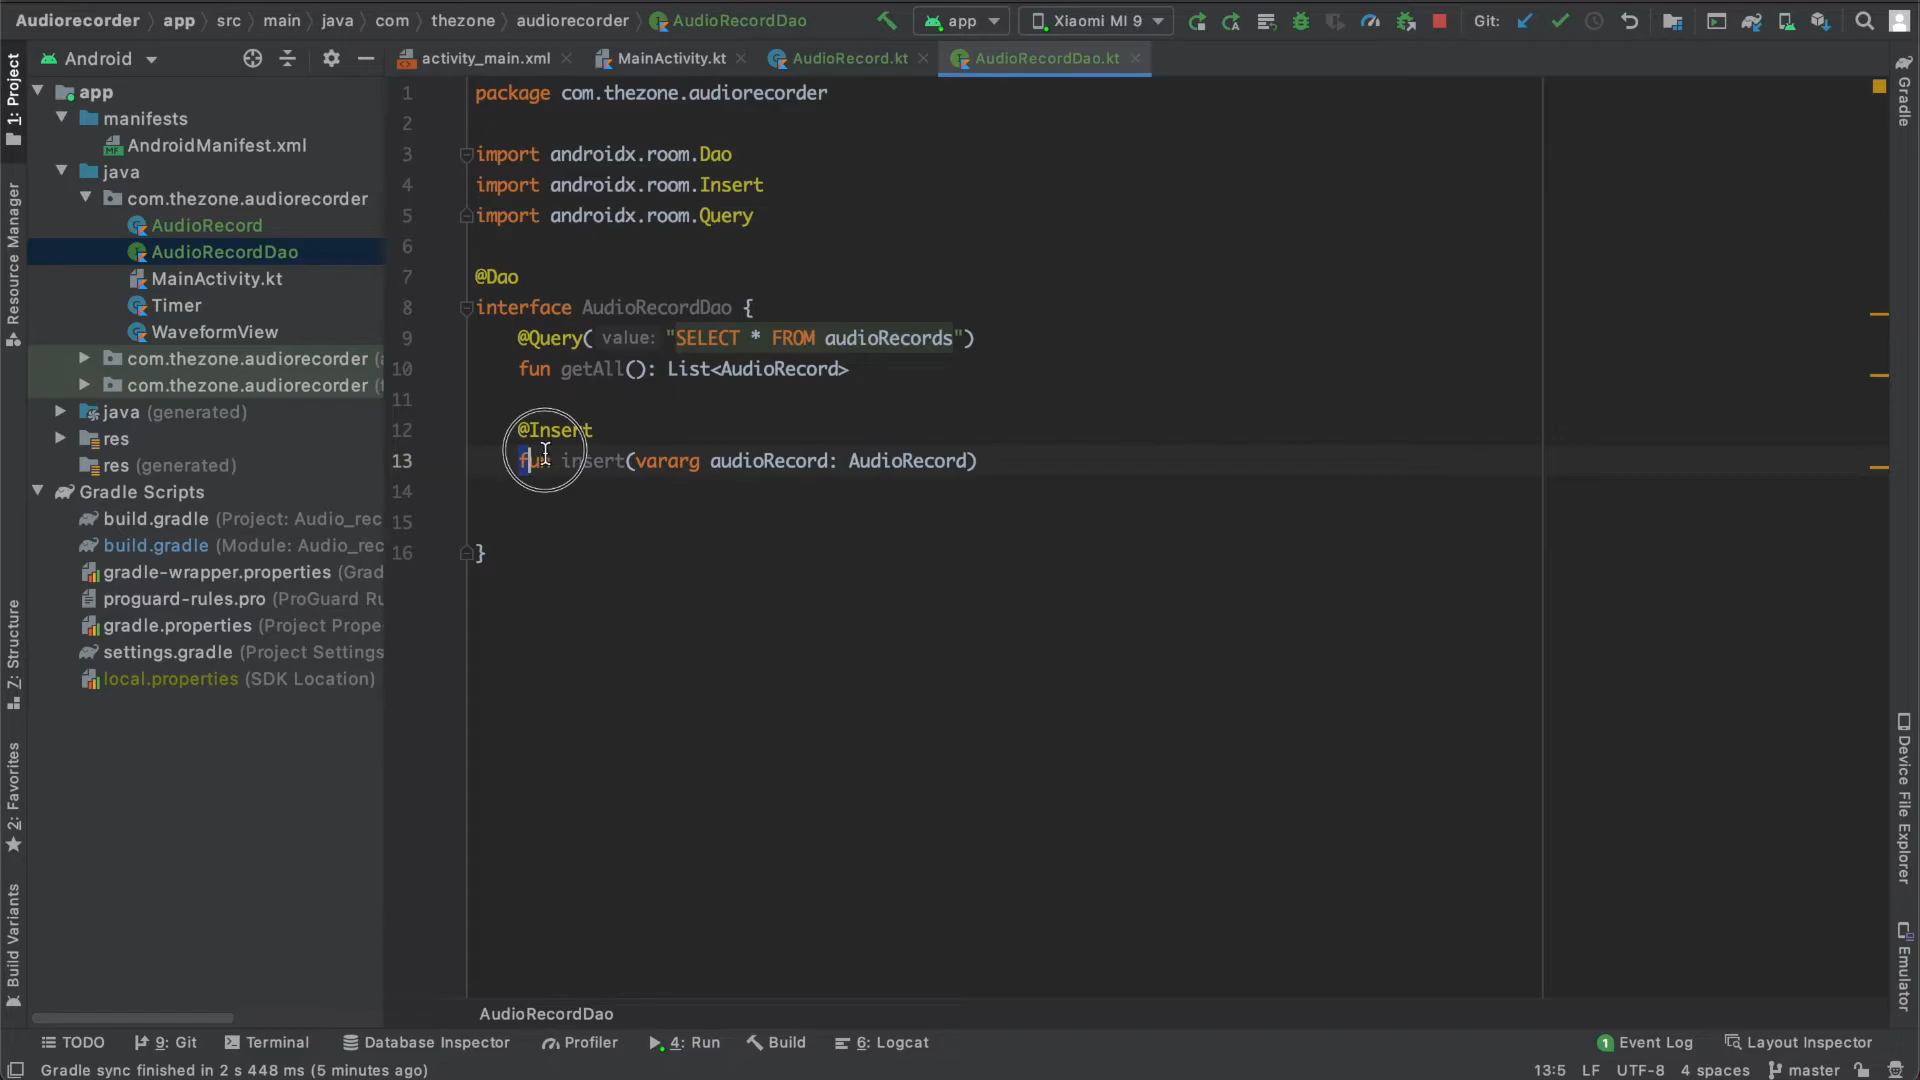 Audiorecorder app src main java com thezone audiorecorder AudioRecordDao app Xiaomi MI 9 Git:
Android
activity_main.xml MainActivity.kt AudioRecord.kt AudioRecordDao.kt
1: Project
Resource Manager
Z: Structure
2: Favorites
Build Variants
app
manifests
AndroidManifest.xml
java
com.thezone.audiorecorder
AudioRecord
AudioRecordDao
MainActivity.kt
Timer
WaveformView
com.thezone.audiorecorder (a
com.thezone.audiorecorder (t
java (generated)
res
res (generated)
Gradle Scripts
build.gradle (Project: Audio_rec
build.gradle (Module: Audio_rec
gradle-wrapper.properties (Grad
proguard-rules.pro (ProGuard Ru
gradle.properties (Project Prope
settings.gradle (Project Settings
local.properties (SDK Location)
1 package com.thezone.audiorecorder
2
3 import androidx.room.Dao
4 import androidx.room.Insert
5 import androidx.room.Query
6
7 @Dao
8 interface AudioRecordDao {
9 @Query( value: "SELECT * FROM audioRecords")
10 fun getAll(): List<AudioRecord>
11
12 @Insert
13 fun insert(vararg audioRecord: AudioRecord)
14
15
16 }
AudioRecordDao
Gradle
Device File Explorer
Emulator
TODO 9: Git Terminal Database Inspector Profiler 4: Run Build 6: Logcat 1 Event Log Layout Inspector
Gradle sync finished in 2 s 448 ms (5 minutes ago) 13:5 LF UTF-8 4 spaces master